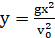 y = gx²/v₀²